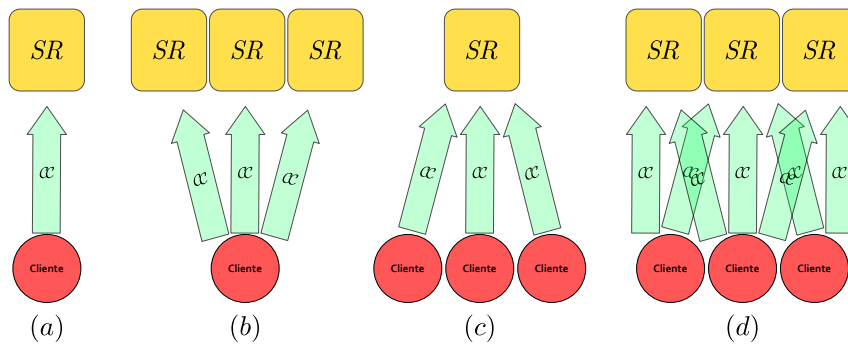 SR SR SR SR SR SR SR SR
æ æ æ æ æ æ æ æ æ æ æ æ æ æ
Cliente Cliente Cliente Cliente Cliente Cliente Cliente Cliente
(a) (b) (c) (d)